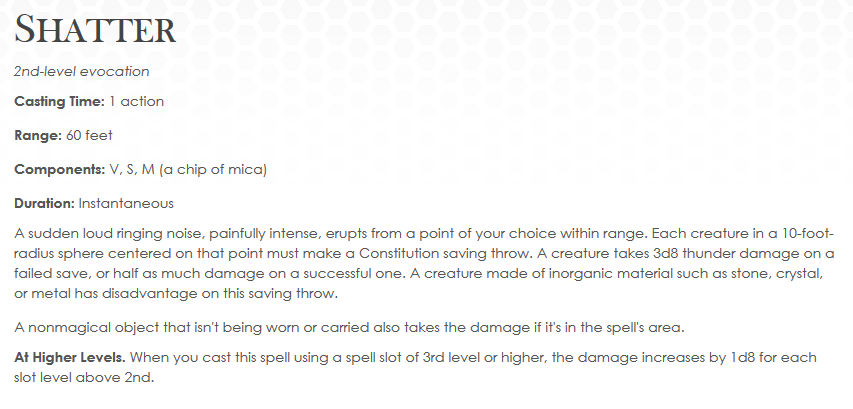 SHATTER
2nd-level evocation
Casting Time: 1 action
Range: 60 feet
Components: V, S, M (a chip of mica)
Duration: Instantaneous
A sudden loud ringing noise, painfully intense, erupts from a point of your choice within range. Each creature in a 10-foot-
radius sphere centered on that point must make a Constitution saving throw. A creature takes 3d8 thunder damage on a
failed save, or half as much damage on a successful one. A creature made of inorganic material such as stone, crystal,
or metal has disadvantage on this saving throw.
A nonmagical object that isn't being worn or carried also takes the damage if it's in the spell's area.
At Higher Levels. When you cast this spell using a spell slot of 3rd level or higher, the damage increases by 1d8 for each
slot level above 2nd.